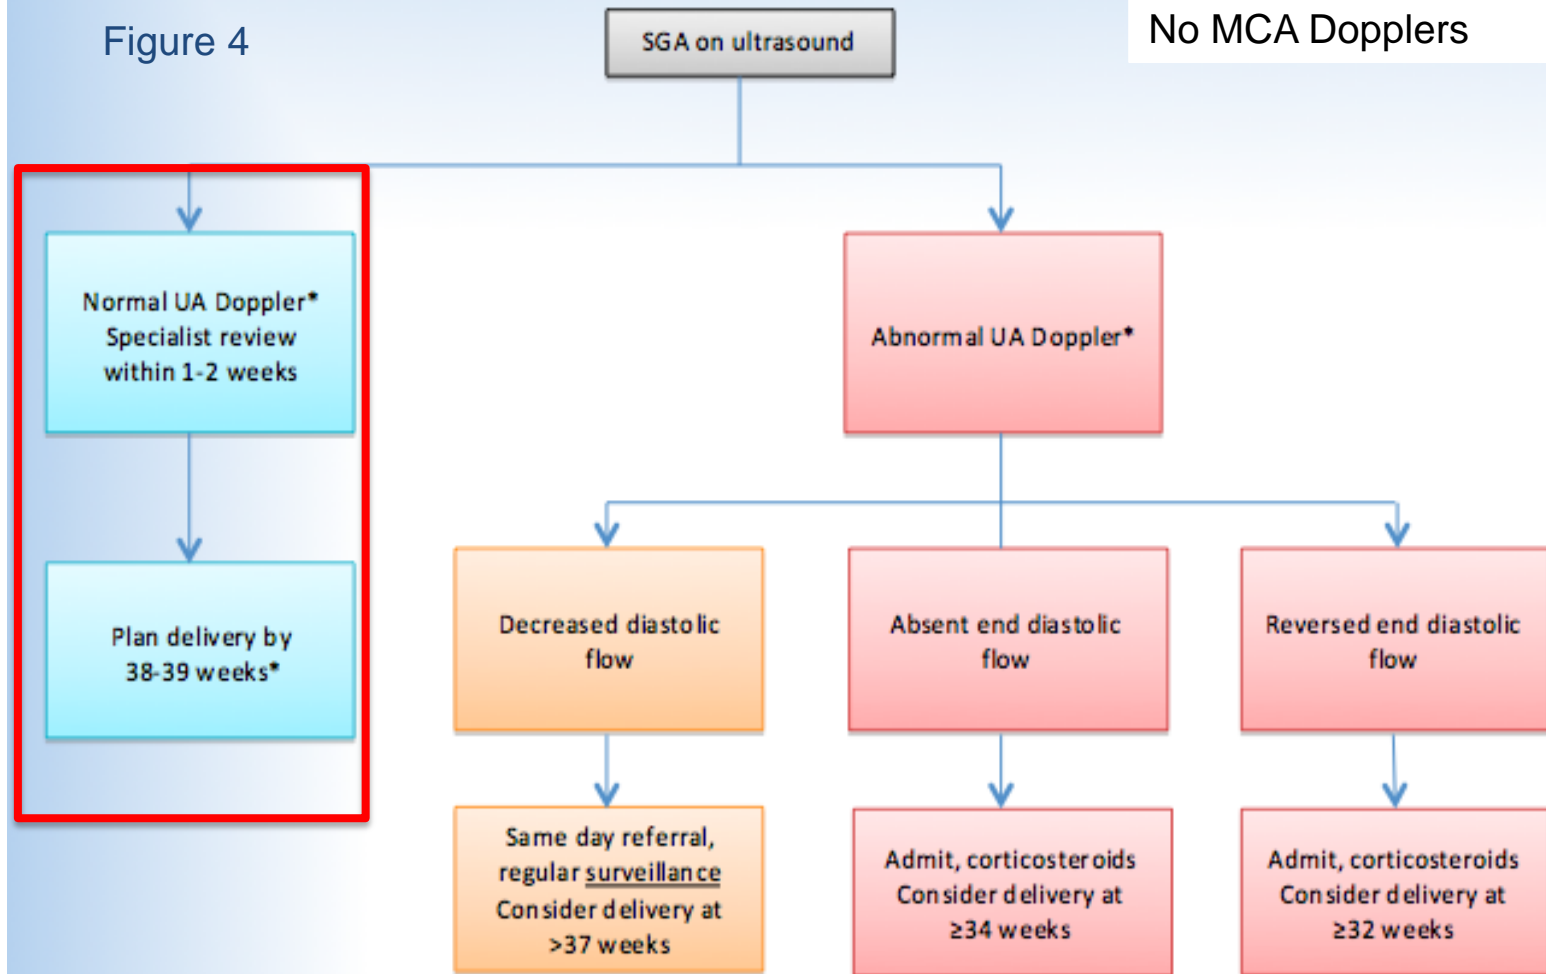 Figure 4
SGA on ultrasound
No MCA Dopplers
Normal UA Doppler*
Specialist review
within 1-2 weeks
Abnormal UA Doppler*
Plan delivery by
38-39 weeks*
Decreased diastolic
flow
Absent end diastolic
flow
Reversed end diastolic
flow
Same day referral,
regular surveillance
Consider delivery at
>37 weeks
Admit, corticosteroids
Consider delivery at
≥34 weeks
Admit, corticosteroids
Consider delivery at
≥32 weeks